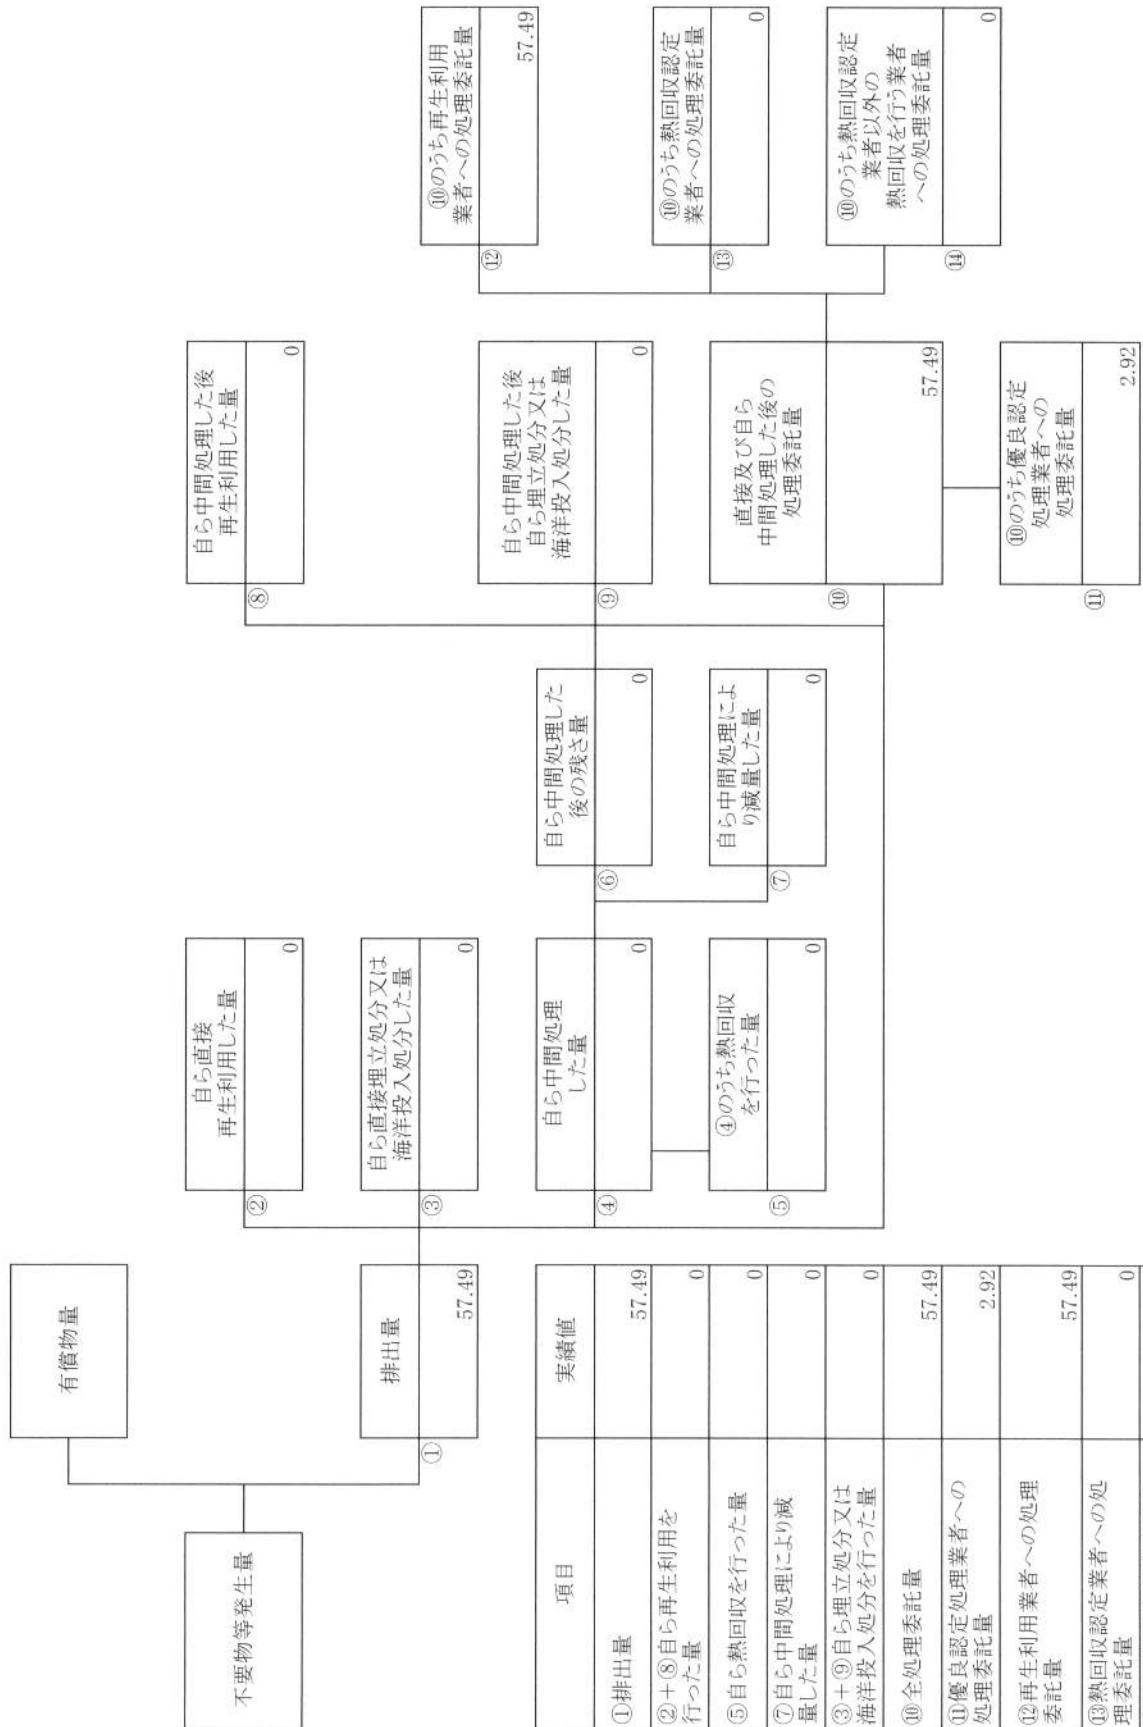 不要物等発生量
有償物量
排出量
①
57.49
自ら直接
再生利用した量
②
0
自ら直接埋立処分又は
海洋投入処分した量
③
0
自ら中間処理
した量
④
0
④のうち熱回収
を行った量
⑤
0
自ら中間処理した
後の残さ量
⑥
0
自ら中間処理によ
り減量した量
⑦
0
自ら中間処理した後
再生利用した量
⑧
0
自ら中間処理した後
自ら埋立処分又は
海洋投入処分した量
⑨
0
直接及び自ら
中間処理した後の
処理委託量
⑩
57.49
⑩のうち優良認定
処理業者への
処理委託量
⑪
2.92
⑩のうち再生利用
業者への処理委託量
⑫
57.49
⑩のうち熱回収認定
業者への処理委託量
⑬
0
⑩のうち熱回収認定
業者以外の
熱回収を行う業者
への処理委託量
⑭
0
項目 実績値
①排出量 57.49
②+⑧自ら再生利用を
行った量 0
⑤自ら熱回収を行った量 0
⑦自ら中間処理により減
量した量 0
③+⑨自ら埋立処分又は
海洋投入処分を行った量 0
⑩全処理委託量 57.49
⑪優良認定処理業者への
処理委託量 2.92
⑫再生利用業者への処理
委託量 57.49
⑬熱回収認定業者への処
理委託量 0